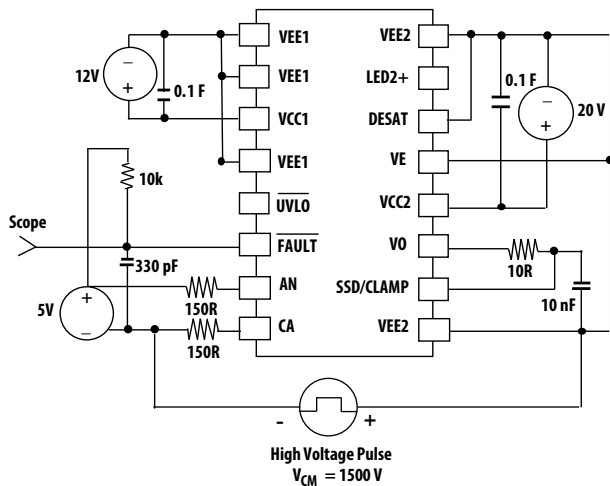 VEE1
VEE2
12V
−
+
0.1 F
VEE1
LED2+
0.1 F
−
+
20 V
VCC1
DESAT
VEE1
VE
10k
UVLO
VCC2
Scope
FAULT
VO
10R
330 pF
5V
+
−
AN
150R
SSD/CLAMP
10 nF
CA
150R
VEE2
-
+
High Voltage Pulse
VCM = 1500 V